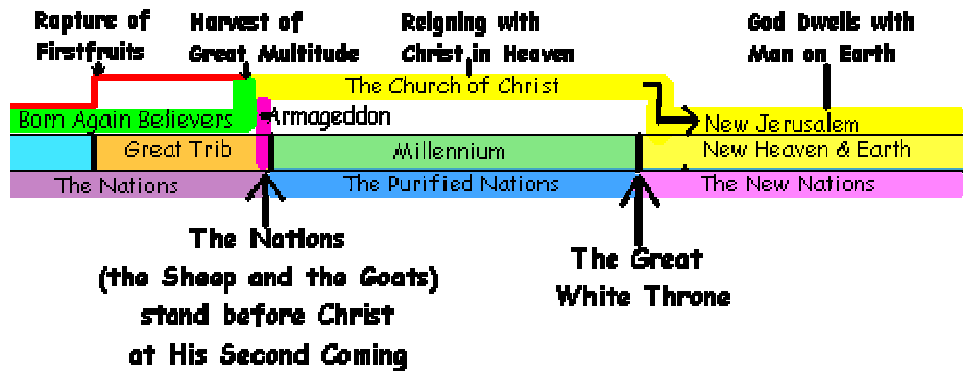 Rapture of
Firstfruits
Harvest of
Great Multitude
Reigning with
Christ in Heaven
God Dwells with
Man on Earth
The Church of Christ
Born Again Believers
Armageddon
New Jerusalem
Great Trib
Millennium
New Heaven & Earth
The Nations
The Purified Nations
The New Nations
The Nations
(the Sheep and the Goats)
stand before Christ
at His Second Coming
The Great
White Throne